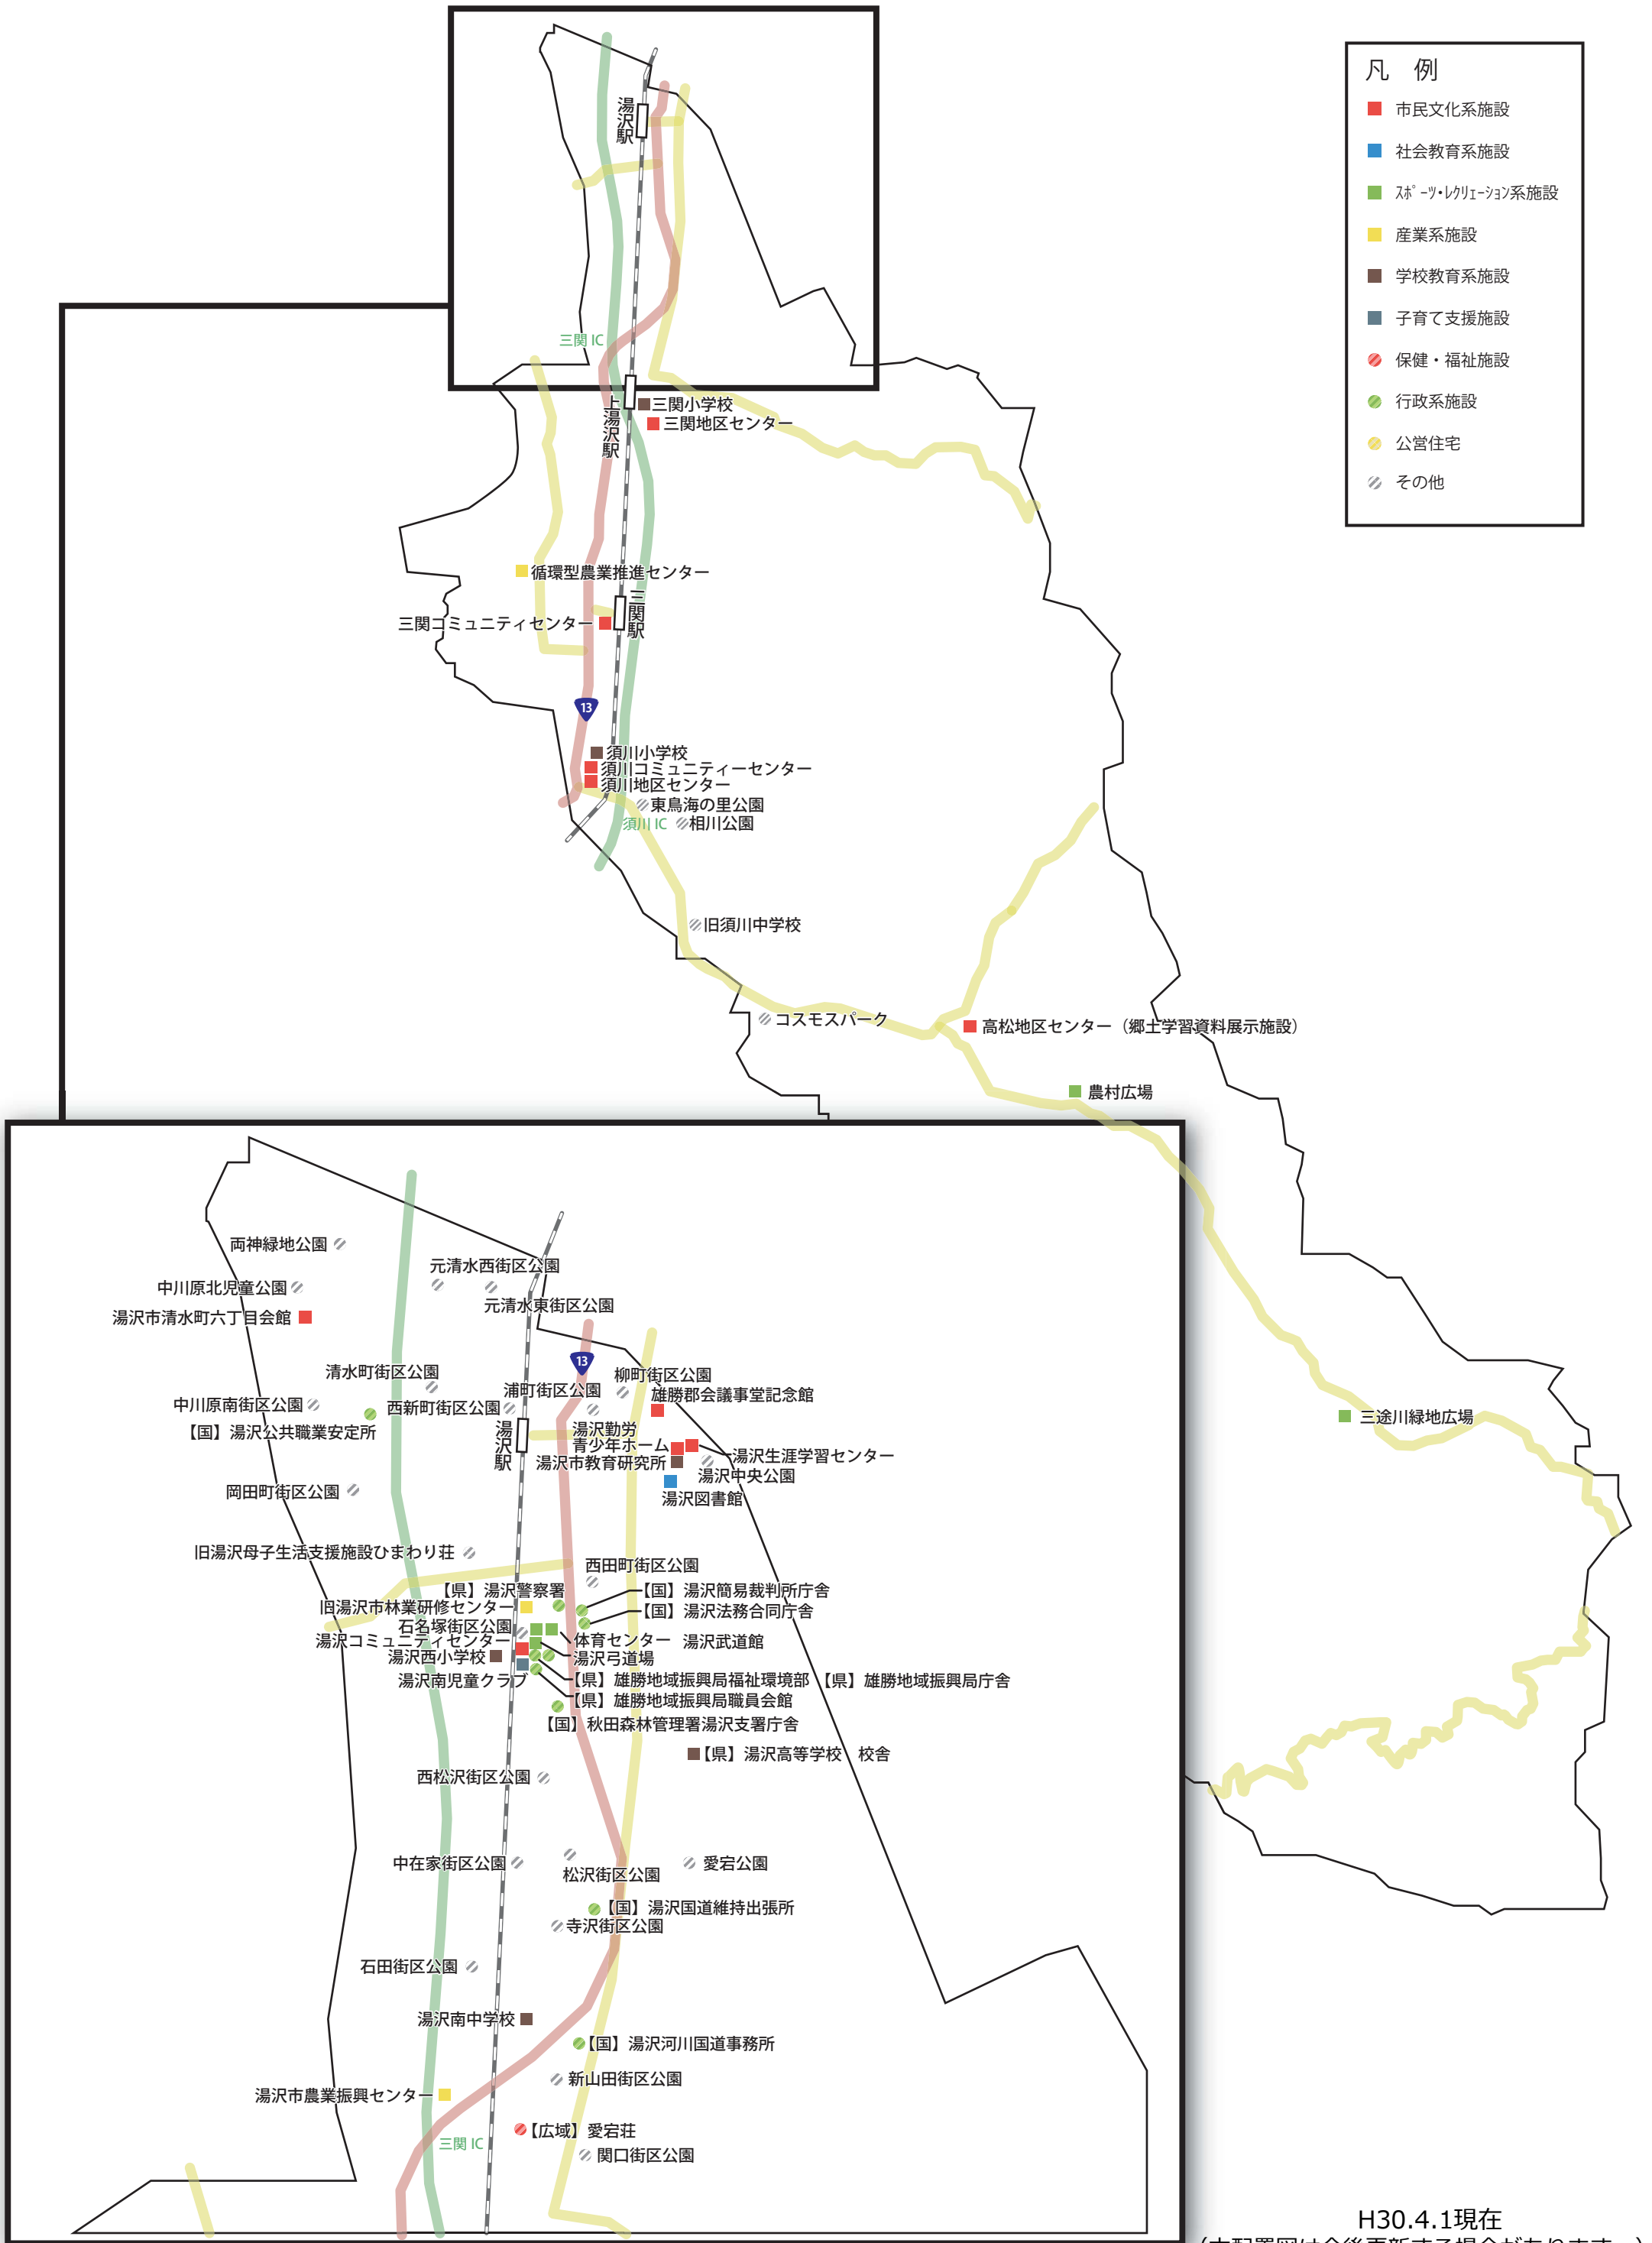 凡　例
市民文化系施設
社会教育系施設
ｽﾎﾟｰﾂ・ﾚｸﾘｪｰｼｮﾝ系施設
産業系施設
学校教育系施設
子育て支援施設
保健・福祉施設
行政系施設
公営住宅
その他
湯沢駅
三関 IC
上湯沢駅
三関小学校
三関地区センター
循環型農業推進センター
三関駅
三関コミュニティセンター
13
須川小学校
須川コミュニティーセンター
須川地区センター
東鳥海の里公園
須川 IC
相川公園
旧須川中学校
コスモスパーク
高松地区センター（郷土学習資料展示施設）
農村広場
三途川緑地広場
両神緑地公園
元清水西街区公園
中川原北児童公園
元清水東街区公園
湯沢市清水町六丁目会館
13
清水町街区公園
柳町街区公園
浦町街区公園
雄勝郡会議事堂記念館
中川原南街区公園
西新町街区公園
【国】湯沢公共職業安定所
湯沢駅
湯沢勤労
青少年ホーム
湯沢生涯学習センター
湯沢市教育研究所
湯沢中央公園
湯沢図書館
岡田町街区公園
旧湯沢母子生活支援施設ひまわり荘
西田町街区公園
【県】湯沢警察署
【国】湯沢簡易裁判所庁舎
旧湯沢市林業研修センター
【国】湯沢法務合同庁舎
石名塚街区公園
湯沢コミュニティセンター
体育センター
湯沢武道館
湯沢西小学校
湯沢弓道場
湯沢南児童クラブ
【県】雄勝地域振興局福祉環境部
【県】雄勝地域振興局庁舎
【県】雄勝地域振興局職員会館
【国】秋田森林管理署湯沢支署庁舎
【県】湯沢高等学校　校舎
西松沢街区公園
中在家街区公園
松沢街区公園
愛宕公園
【国】湯沢国道維持出張所
寺沢街区公園
石田街区公園
湯沢南中学校
【国】湯沢河川国道事務所
新山田街区公園
湯沢市農業振興センター
【広域】愛宕荘
三関 IC
関口街区公園
H30.4.1現在